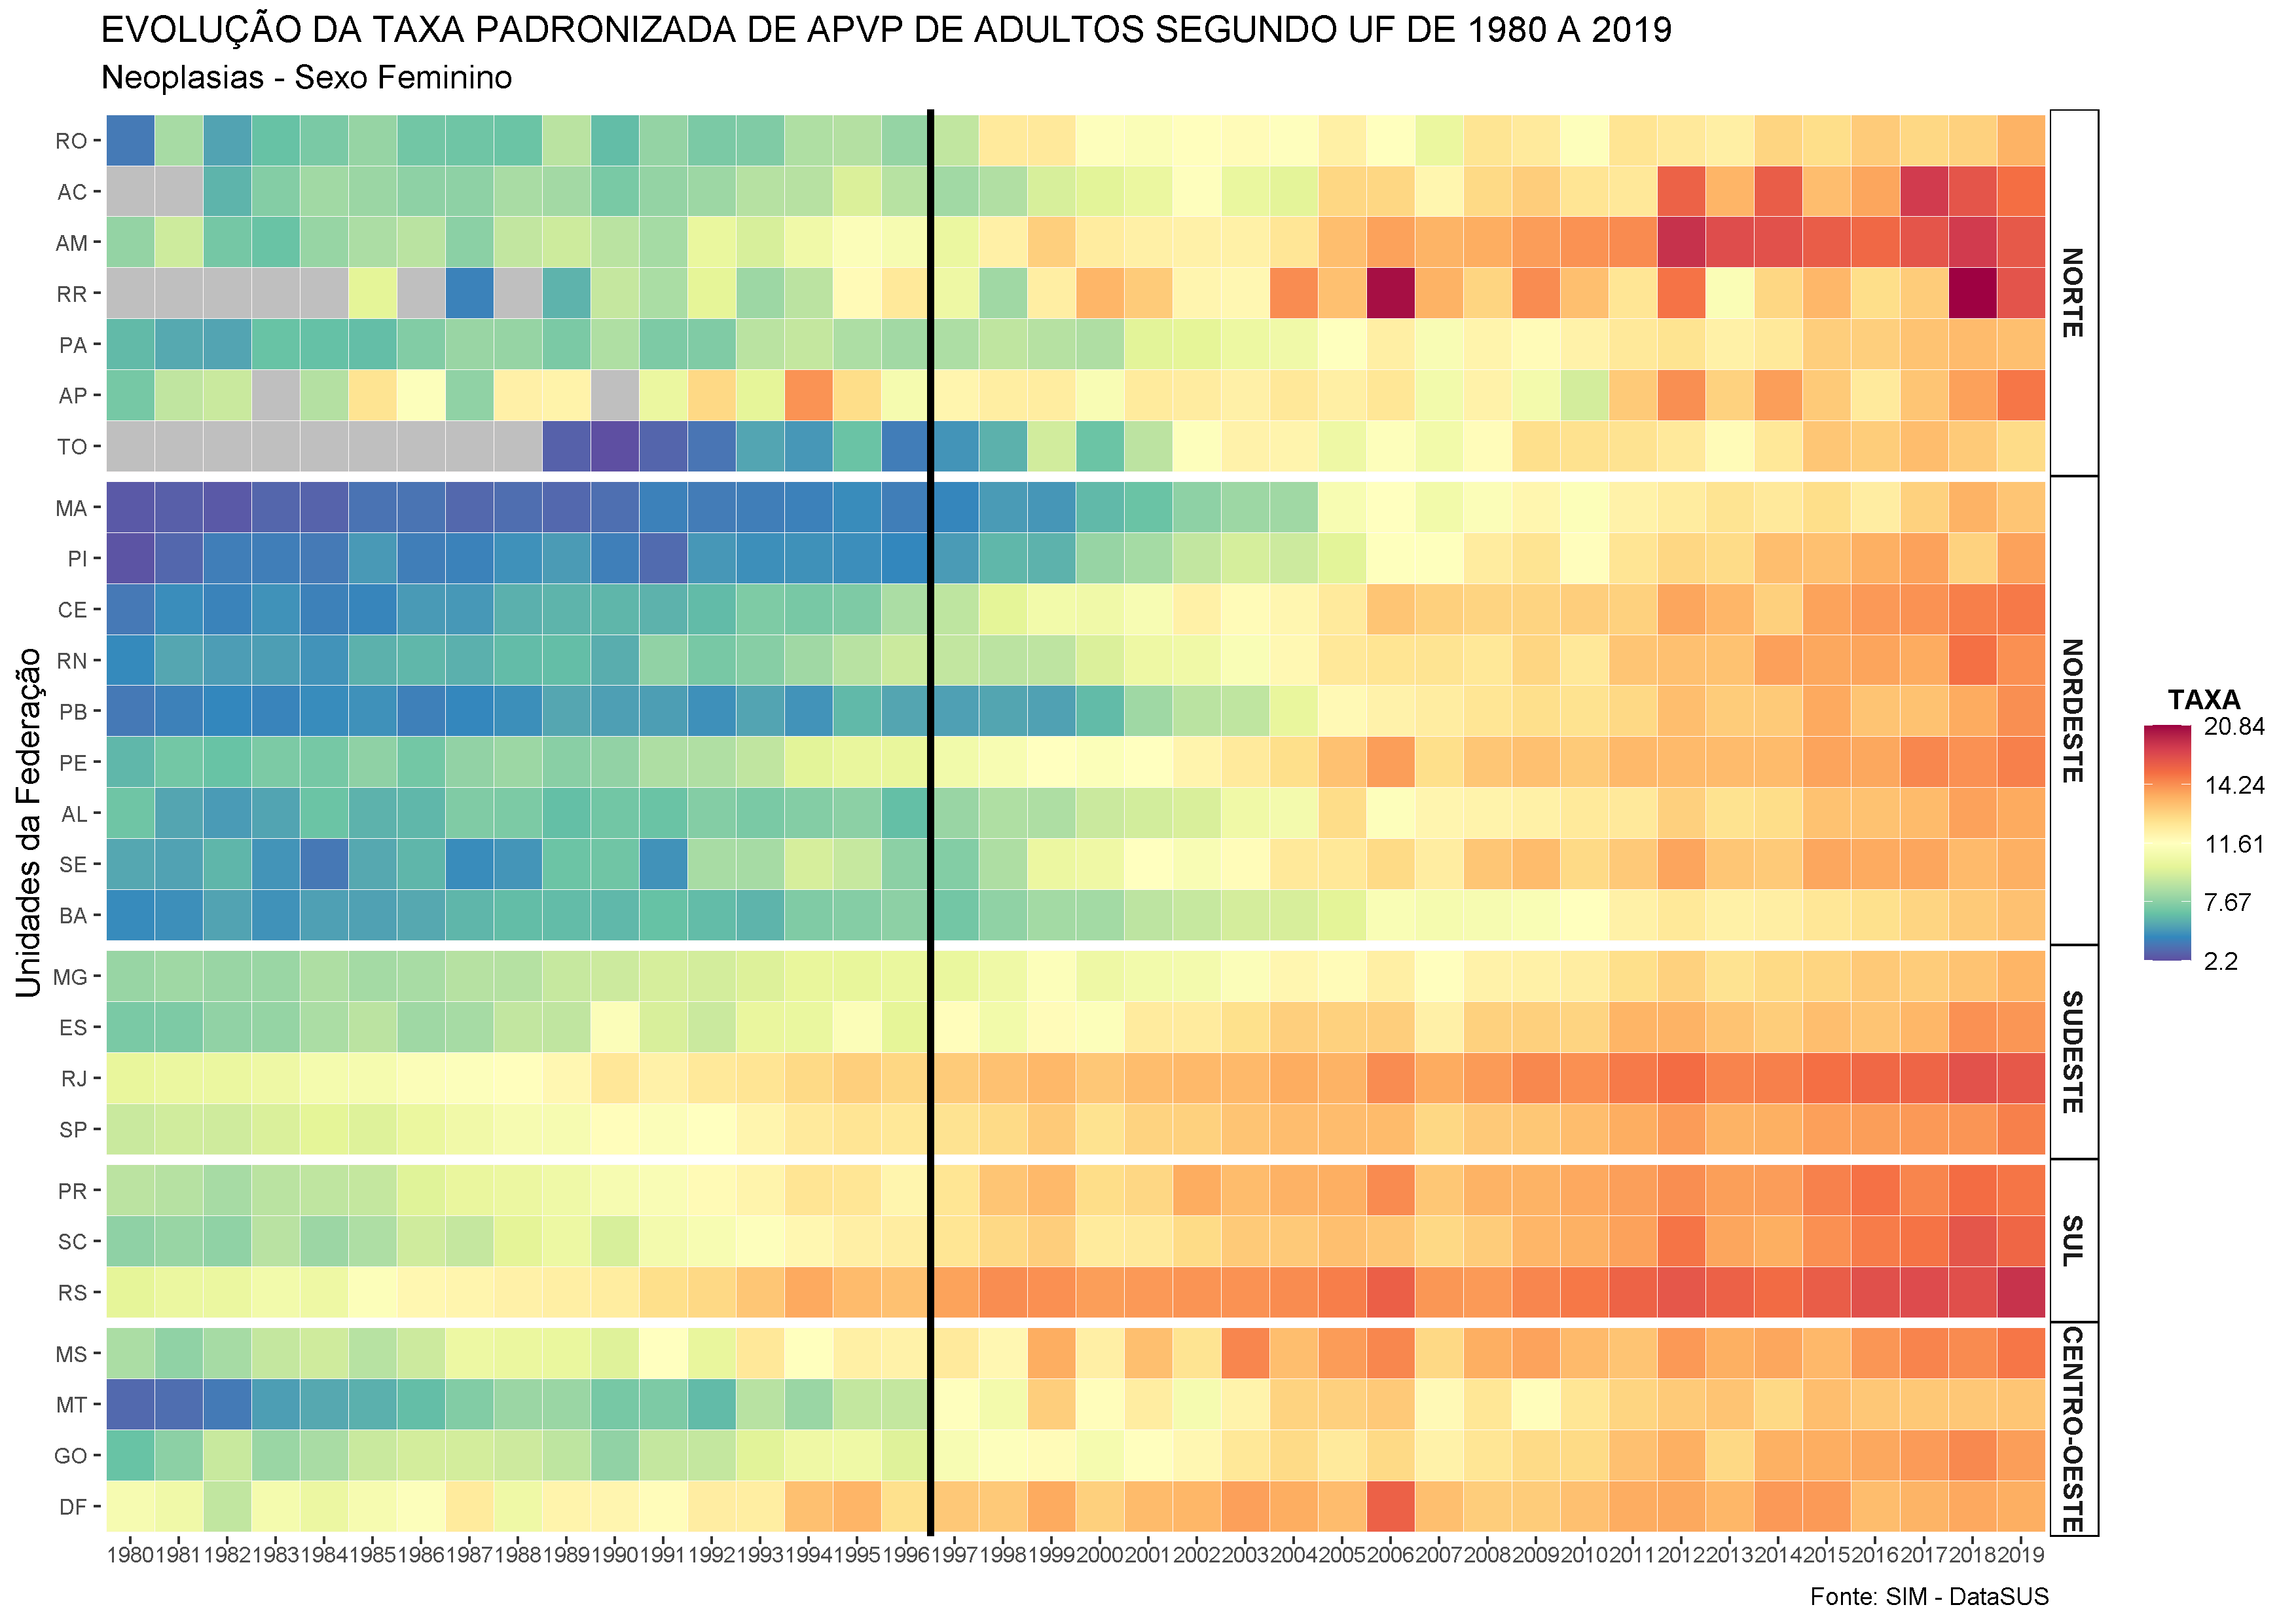 EVOLUÇÃO DA TAXA PADRONIZADA DE APVP DE ADULTOS SEGUNDO UF DE 1980 A 2019
Neoplasias - Sexo Feminino
Unidades da Federação
RO
AC
AM
RR
PA
AP
TO
NORTE
MA
PI
CE
RN
PB
PE
AL
SE
BA
NORDESTE
MG
ES
RJ
SP
SUDESTE
PR
SC
RS
SUL
MS
MT
GO
DF
CENTRO-OESTE
1980 1981 1982 1983 1984 1985 1986 1987 1988 1989 1990 1991 1992 1993 1994 1995 1996 1997 1998 1999 2000 2001 2002 2003 2004 2005 2006 2007 2008 2009 2010 2011 2012 2013 2014 2015 2016 2017 2018 2019
TAXA
20.84
14.24
11.61
7.67
2.2
Fonte: SIM - DataSUS